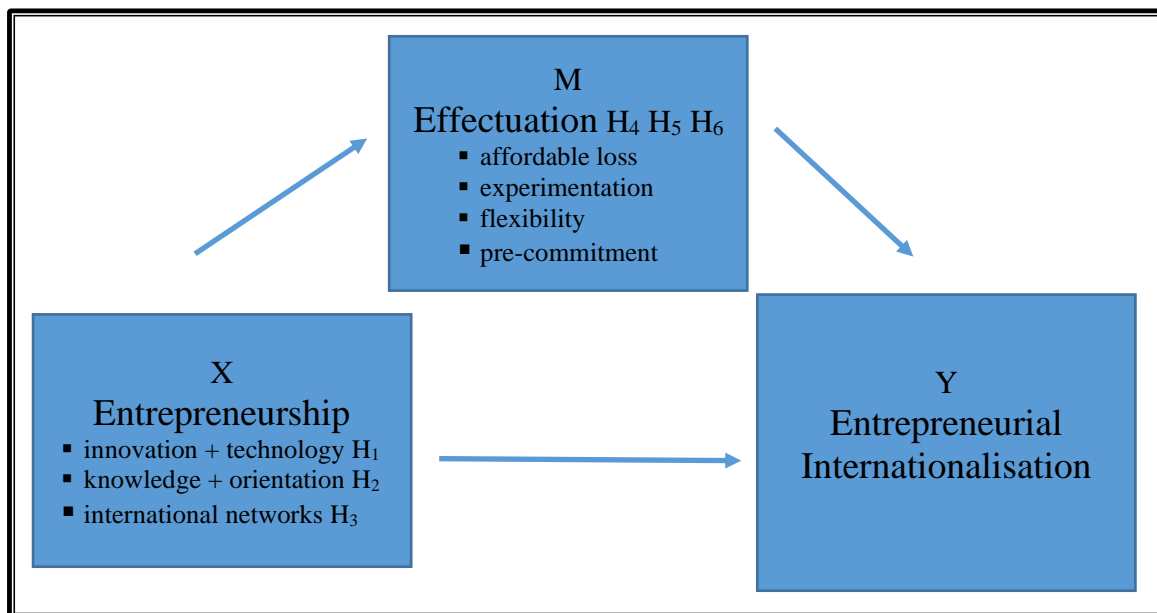 M
Effectuation H₄ H₅ H₆
▪ affordable loss
▪ experimentation
▪ flexibility
▪ pre-commitment
X
Entrepreneurship
▪ innovation + technology H₁
▪ knowledge + orientation H₂
▪ international networks H₃
Y
Entrepreneurial
Internationalisation